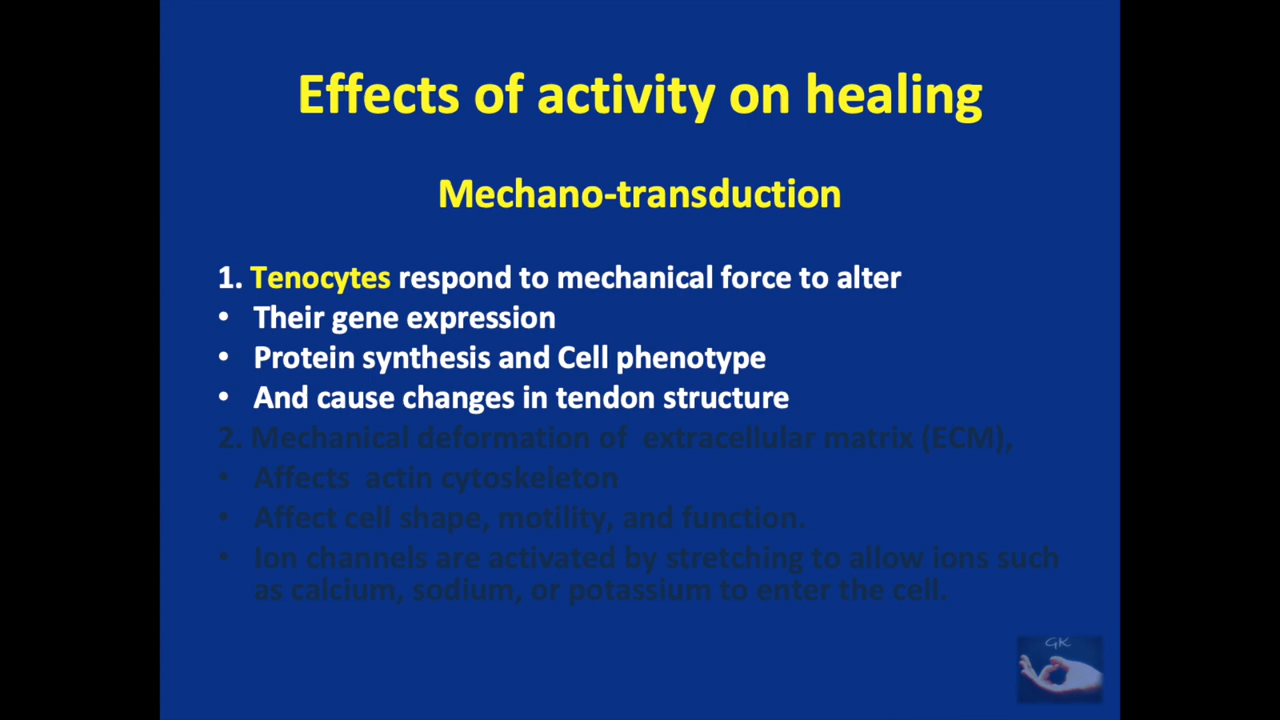 Effects of activity on healing
Mechano-transduction
1. Tenocytes respond to mechanical force to alter
• Their gene expression
• Protein synthesis and Cell phenotype
• And cause changes in tendon structure
2. Mechanical deformation of  extracellular matrix (ECM),
• Affects  actin cytoskeleton
• Affect cell shape, motility, and function.
• Ion channels are activated by stretching to allow ions such
as calcium, sodium, or potassium to enter the cell.
GK